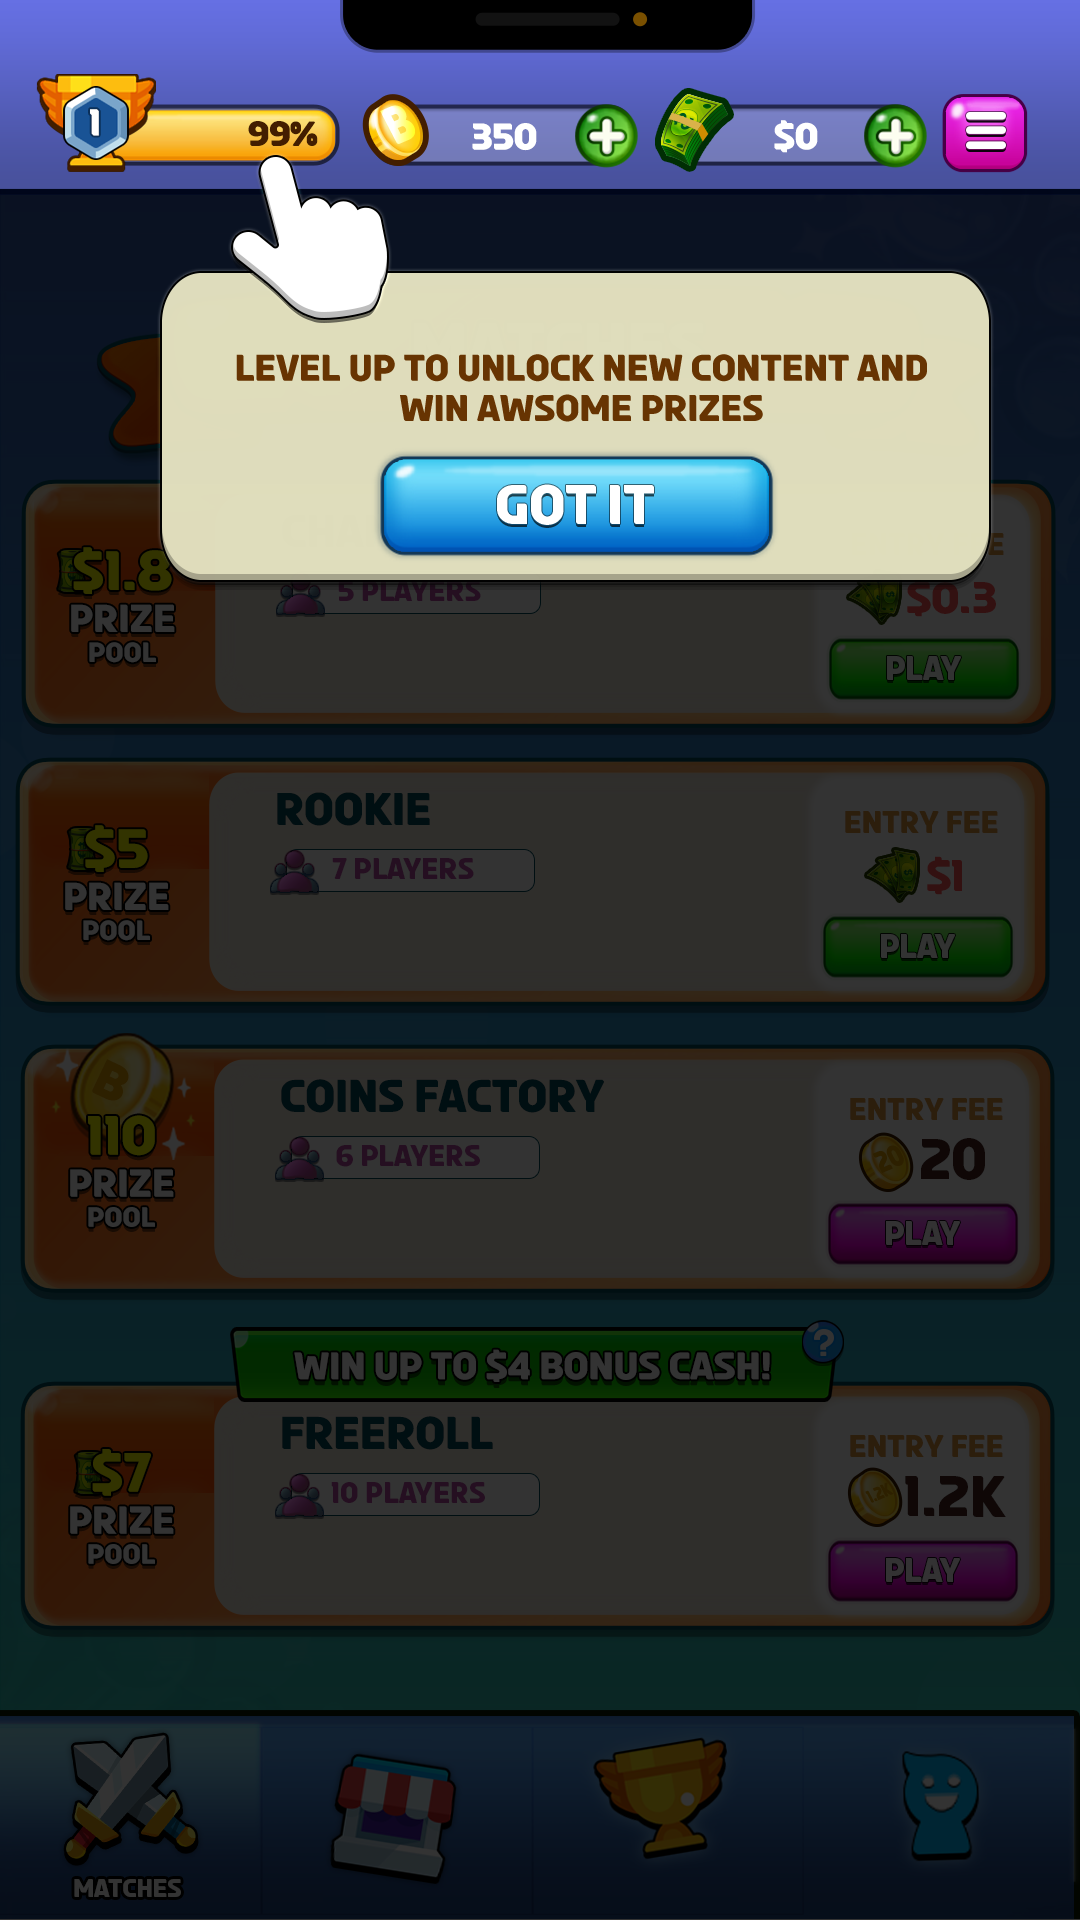 1
99%
350
$0
LEVEL UP TO UNLOCK NEW CONTENT AND
WIN AWSOME PRIZES
GOT IT
$1.8
PRIZE
POOL
5 PLAYERS
$0.3
PLAY
$5
PRIZE
POOL
ROOKIE
7 PLAYERS
ENTRY FEE
$1
PLAY
B
110
PRIZE
POOL
COINS FACTORY
6 PLAYERS
ENTRY FEE
20
20
PLAY
WIN UP TO $4 BONUS CASH!
?
$7
PRIZE
POOL
FREEROLL
10 PLAYERS
ENTRY FEE
1.2K
1.2K
PLAY
MATCHES